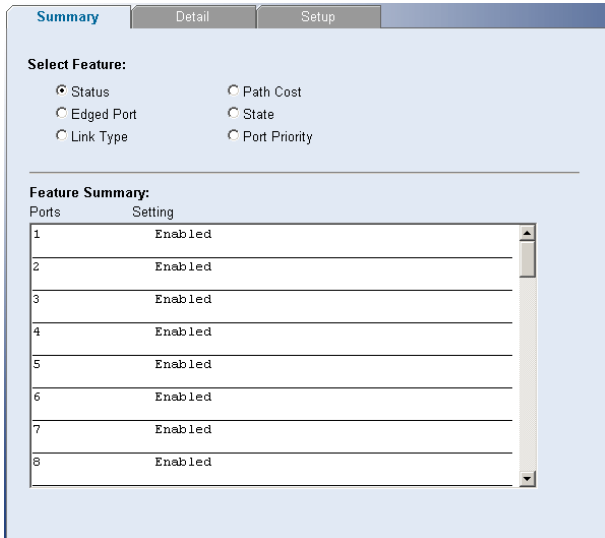 Summary Detail Setup
Select Feature:
Status Path Cost
Edged Port State
Link Type Port Priority
Feature Summary:
Ports Setting
1 Enabled
2 Enabled
3 Enabled
4 Enabled
5 Enabled
6 Enabled
7 Enabled
8 Enabled